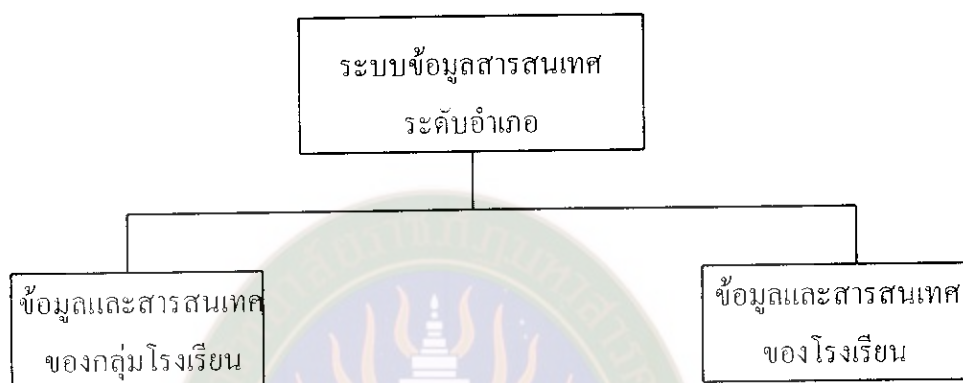 ระบบข้อมูลสารสนเทศ
ระดับอำเภอ
ข้อมูลและสารสนเทศ
ของกลุ่มโรงเรียน
ข้อมูลและสารสนเทศ
ของโรงเรียน